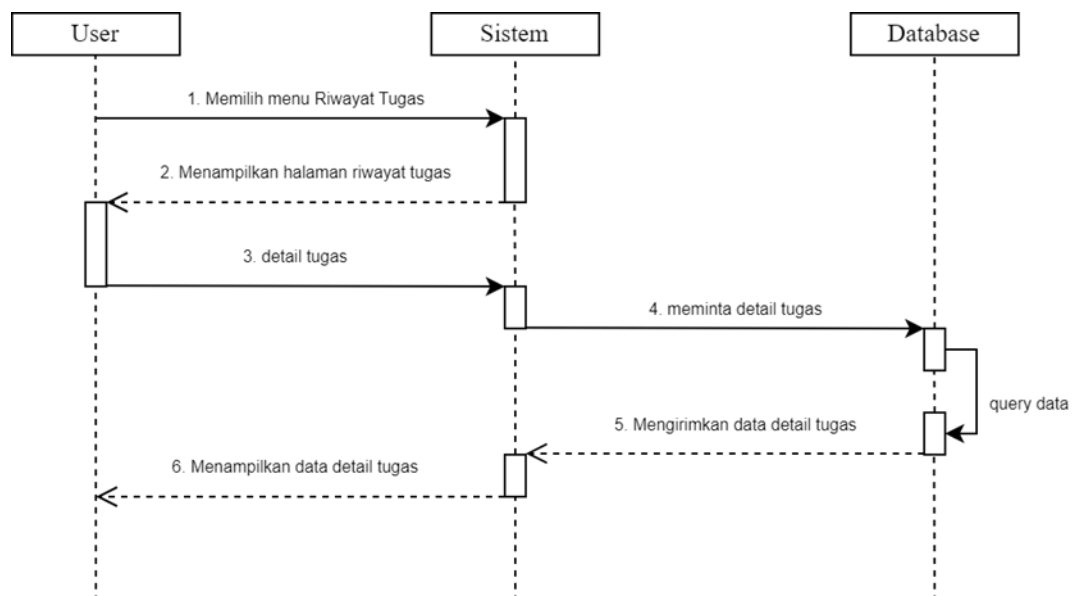 User
Sistem
Database
1. Memilih menu Riwayat Tugas
2. Menampilkan halaman riwayat tugas
3. detail tugas
4. meminta detail tugas
query data
5. Mengirimkan data detail tugas
6. Menampilkan data detail tugas